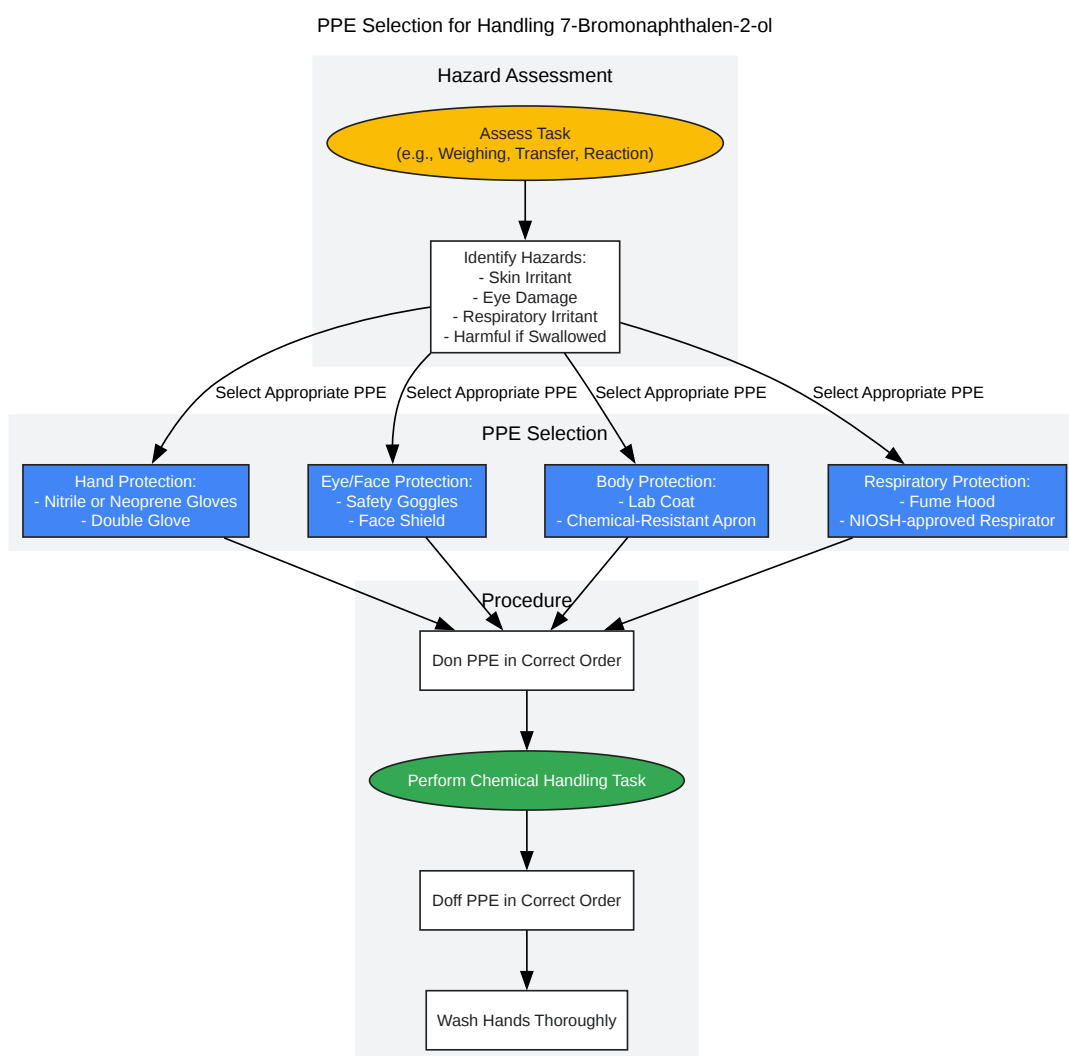 PPE Selection for Handling 7-Bromonaphthalen-2-ol
Hazard Assessment
Assess Task
(e.g., Weighing, Transfer, Reaction)
Identify Hazards:
- Skin Irritant
- Eye Damage
- Respiratory Irritant
- Harmful if Swallowed
Select Appropriate PPE
Select Appropriate PPE
Select Appropriate PPE
Select Appropriate PPE
PPE Selection
Hand Protection:
- Nitrile or Neoprene Gloves
- Double Glove
Eye/Face Protection:
- Safety Goggles
- Face Shield
Body Protection:
- Lab Coat
- Chemical-Resistant Apron
Respiratory Protection:
- Fume Hood
- NIOSH-approved Respirator
Procedure
Don PPE in Correct Order
Perform Chemical Handling Task
Doff PPE in Correct Order
Wash Hands Thoroughly